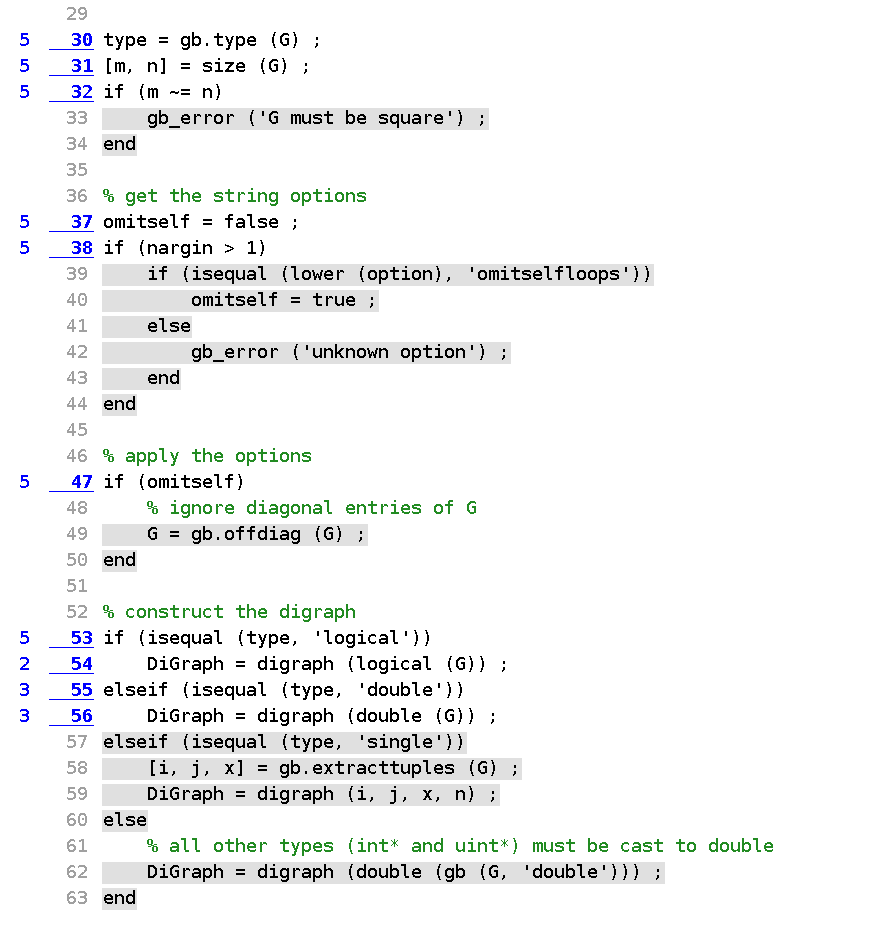 29
5 30 type = gb.type (G) ;
5 31 [m, n] = size (G) ;
5 32 if (m ~= n)
33     gb_error ('G must be square') ;
34 end
35
36 % get the string options
5 37 omitself = false ;
5 38 if (nargin > 1)
39     if (isequal (lower (option), 'omitselfloops'))
40         omitself = true ;
41     else
42         gb_error ('unknown option') ;
43     end
44 end
45
46 % apply the options
5 47 if (omitself)
48     % ignore diagonal entries of G
49     G = gb.offdiag (G) ;
50 end
51
52 % construct the digraph
5 53 if (isequal (type, 'logical'))
2 54     DiGraph = digraph (logical (G)) ;
3 55 elseif (isequal (type, 'double'))
3 56     DiGraph = digraph (double (G)) ;
57 elseif (isequal (type, 'single'))
58     [i, j, x] = gb.extracttuples (G) ;
59     DiGraph = digraph (i, j, x, n) ;
60 else
61     % all other types (int* and uint*) must be cast to double
62     DiGraph = digraph (double (gb (G, 'double'))) ;
63 end